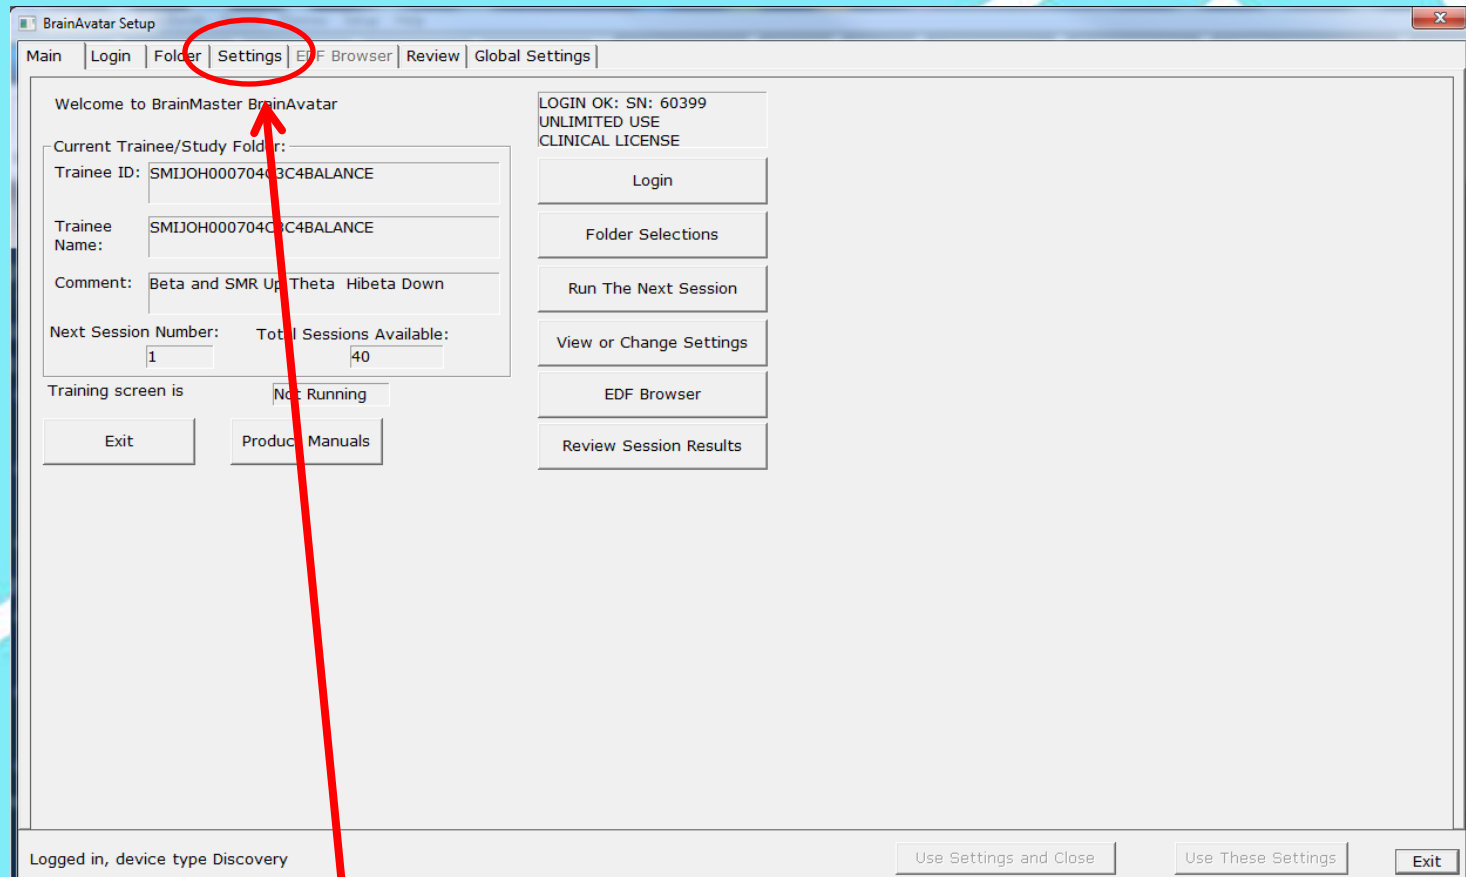 BrainAvatar Setup
Main Login Folder Settings EDF Browser Review Global Settings
Welcome to BrainMaster BrainAvatar
Current Trainee/Study Folder:
Trainee ID: SMIJOH000704C3C4BALANCE
Trainee Name: SMIJOH000704C3C4BALANCE
Comment: Beta and SMR Up Theta Hibeta Down
Next Session Number: Total Sessions Available:
1 40
Training screen is Not Running
Exit Product Manuals
LOGIN OK: SN: 60399
UNLIMITED USE
CLINICAL LICENSE
Login
Folder Selections
Run The Next Session
View or Change Settings
EDF Browser
Review Session Results
Logged in, device type Discovery
Use Settings and Close Use These Settings Exit